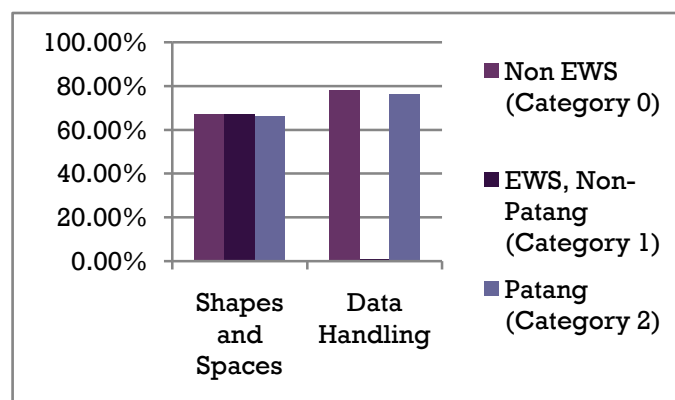 100.00%
80.00%
60.00%
40.00%
20.00%
0.00%
Shapes
and
Spaces
Data
Handling
Non EWS
(Category 0)
EWS, Non-
Patang
(Category 1)
Patang
(Category 2)